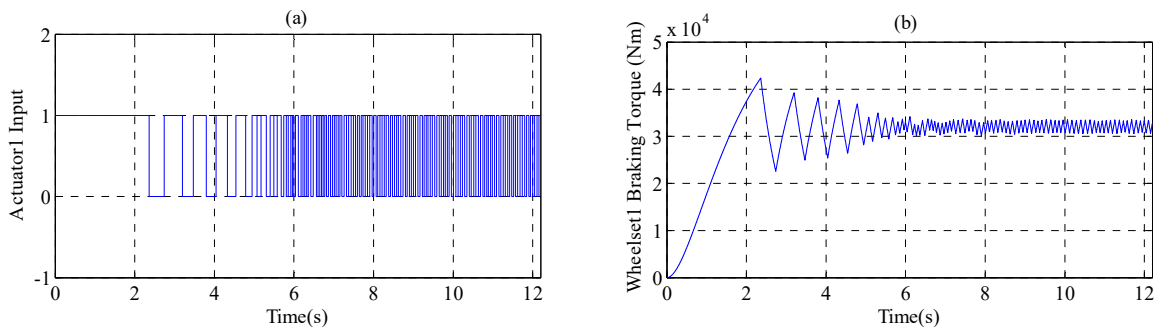 (a)
2
1
0
-1
Actuator1 Input
0 2 4 6 8 10 12
Time(s)
(b)
x 10^4
5
4
3
2
1
0
Wheelset1 Braking Torque (Nm)
0 2 4 6 8 10 12
Time(s)